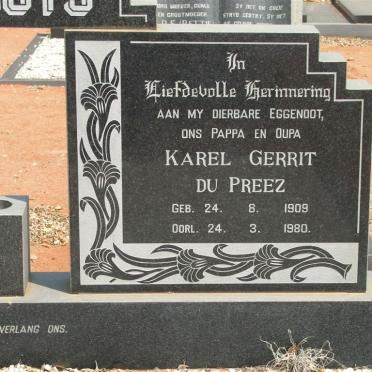 In
Liefdevolle Herinnering
AAN MY DIERBARE EGGENOOT,
ONS PAPPA EN OUPA
KAREL GERRIT
DU PREEZ
GEB. 24. 8. 1909
OORL. 24. 3. 1980.
VERLANG ONS.